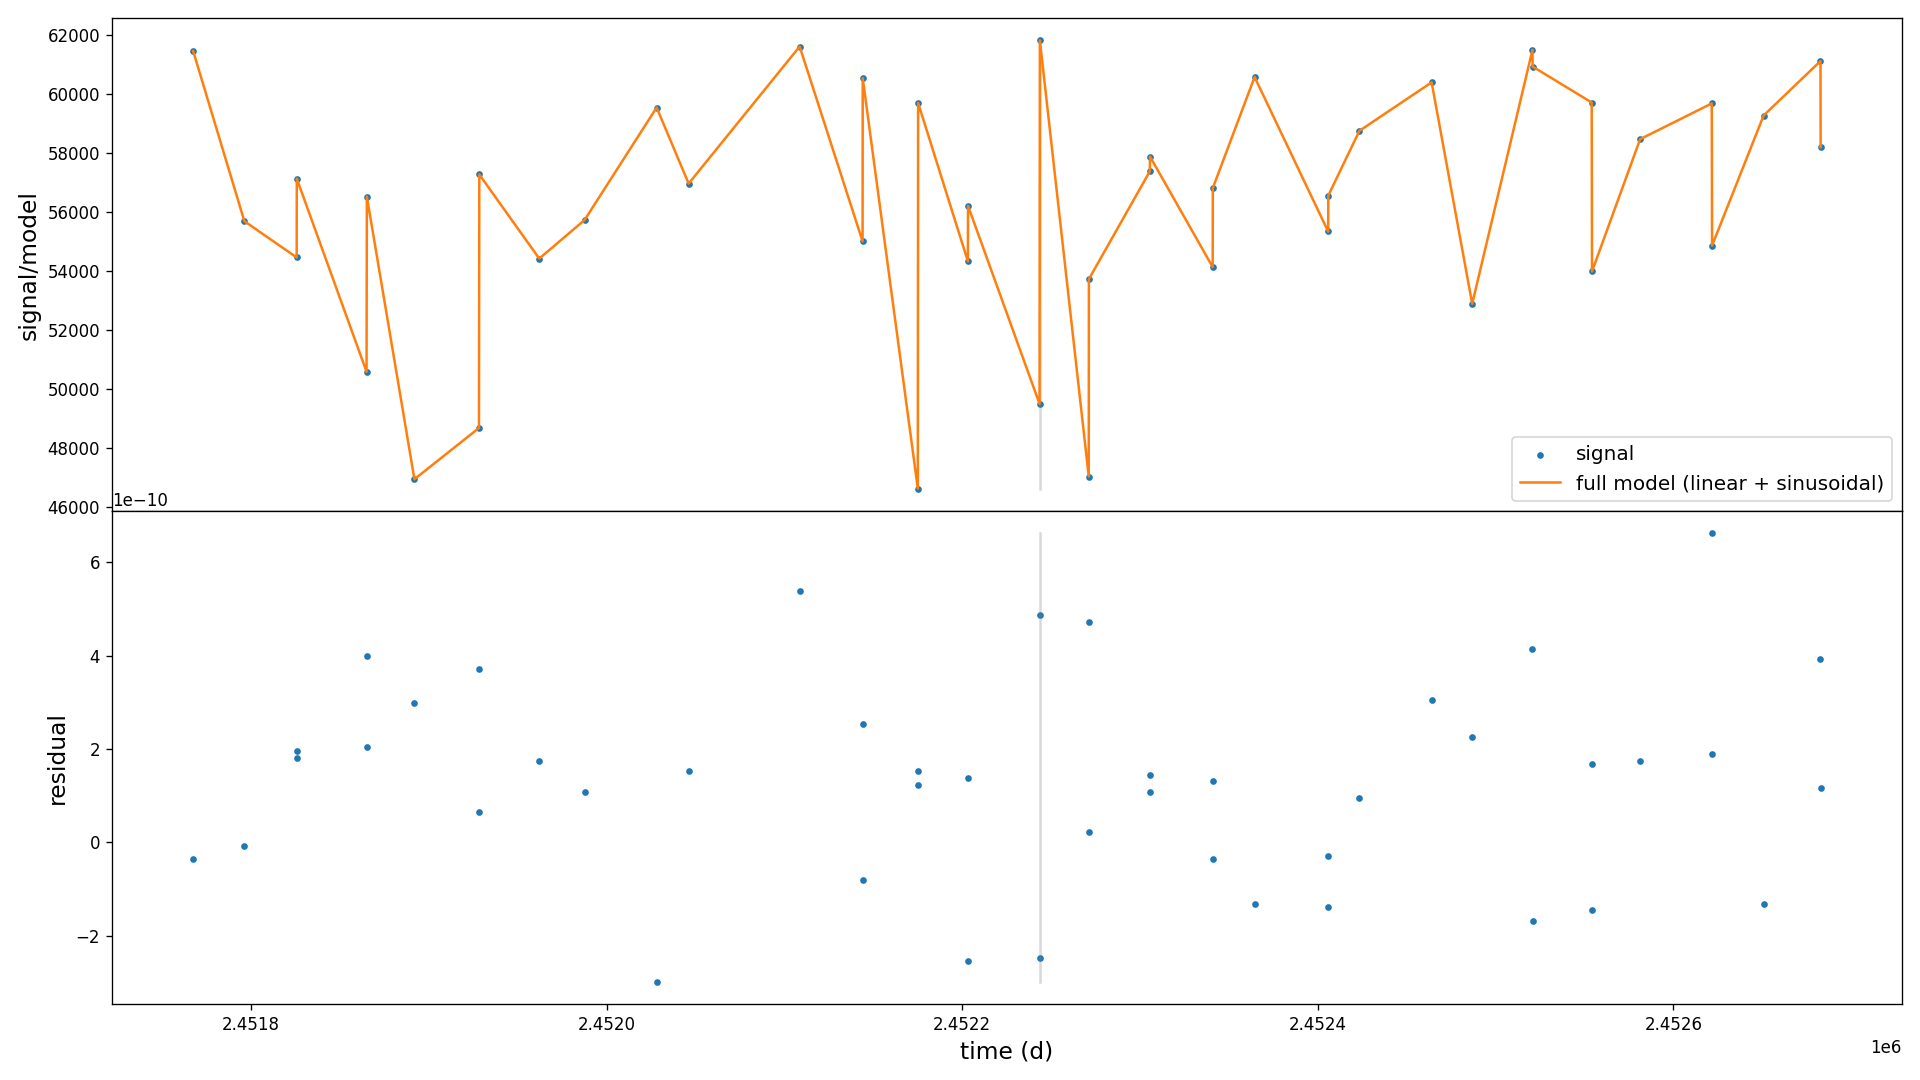 62000
60000
58000
56000
54000
52000
50000
48000
46000
signal/model
signal
full model (linear + sinusoidal)
1e−10
6
4
2
0
−2
residual
2.4518
2.4520
2.4522
2.4524
2.4526
time (d)
1e6